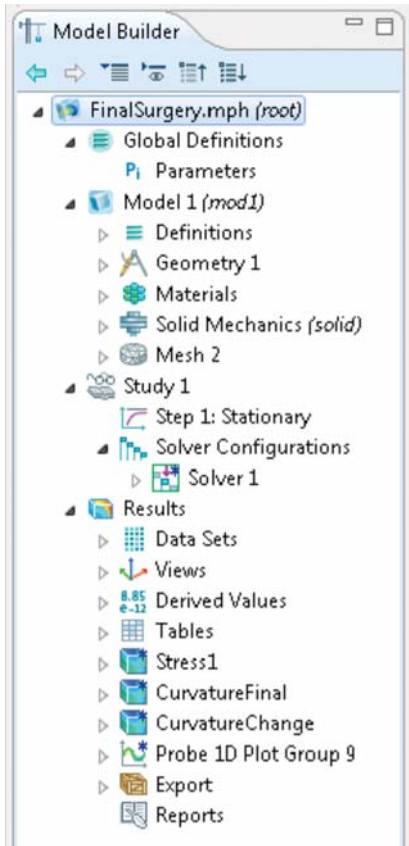 Model Builder
FinalSurgery.mph (root)
Global Definitions
Pi Parameters
Model 1 (mod1)
Definitions
Geometry 1
Materials
Solid Mechanics (solid)
Mesh 2
Study 1
Step 1: Stationary
Solver Configurations
Solver 1
Results
Data Sets
Views
8.85
e-12 Derived Values
Tables
Stress1
CurvatureFinal
CurvatureChange
Probe 1D Plot Group 9
Export
Reports